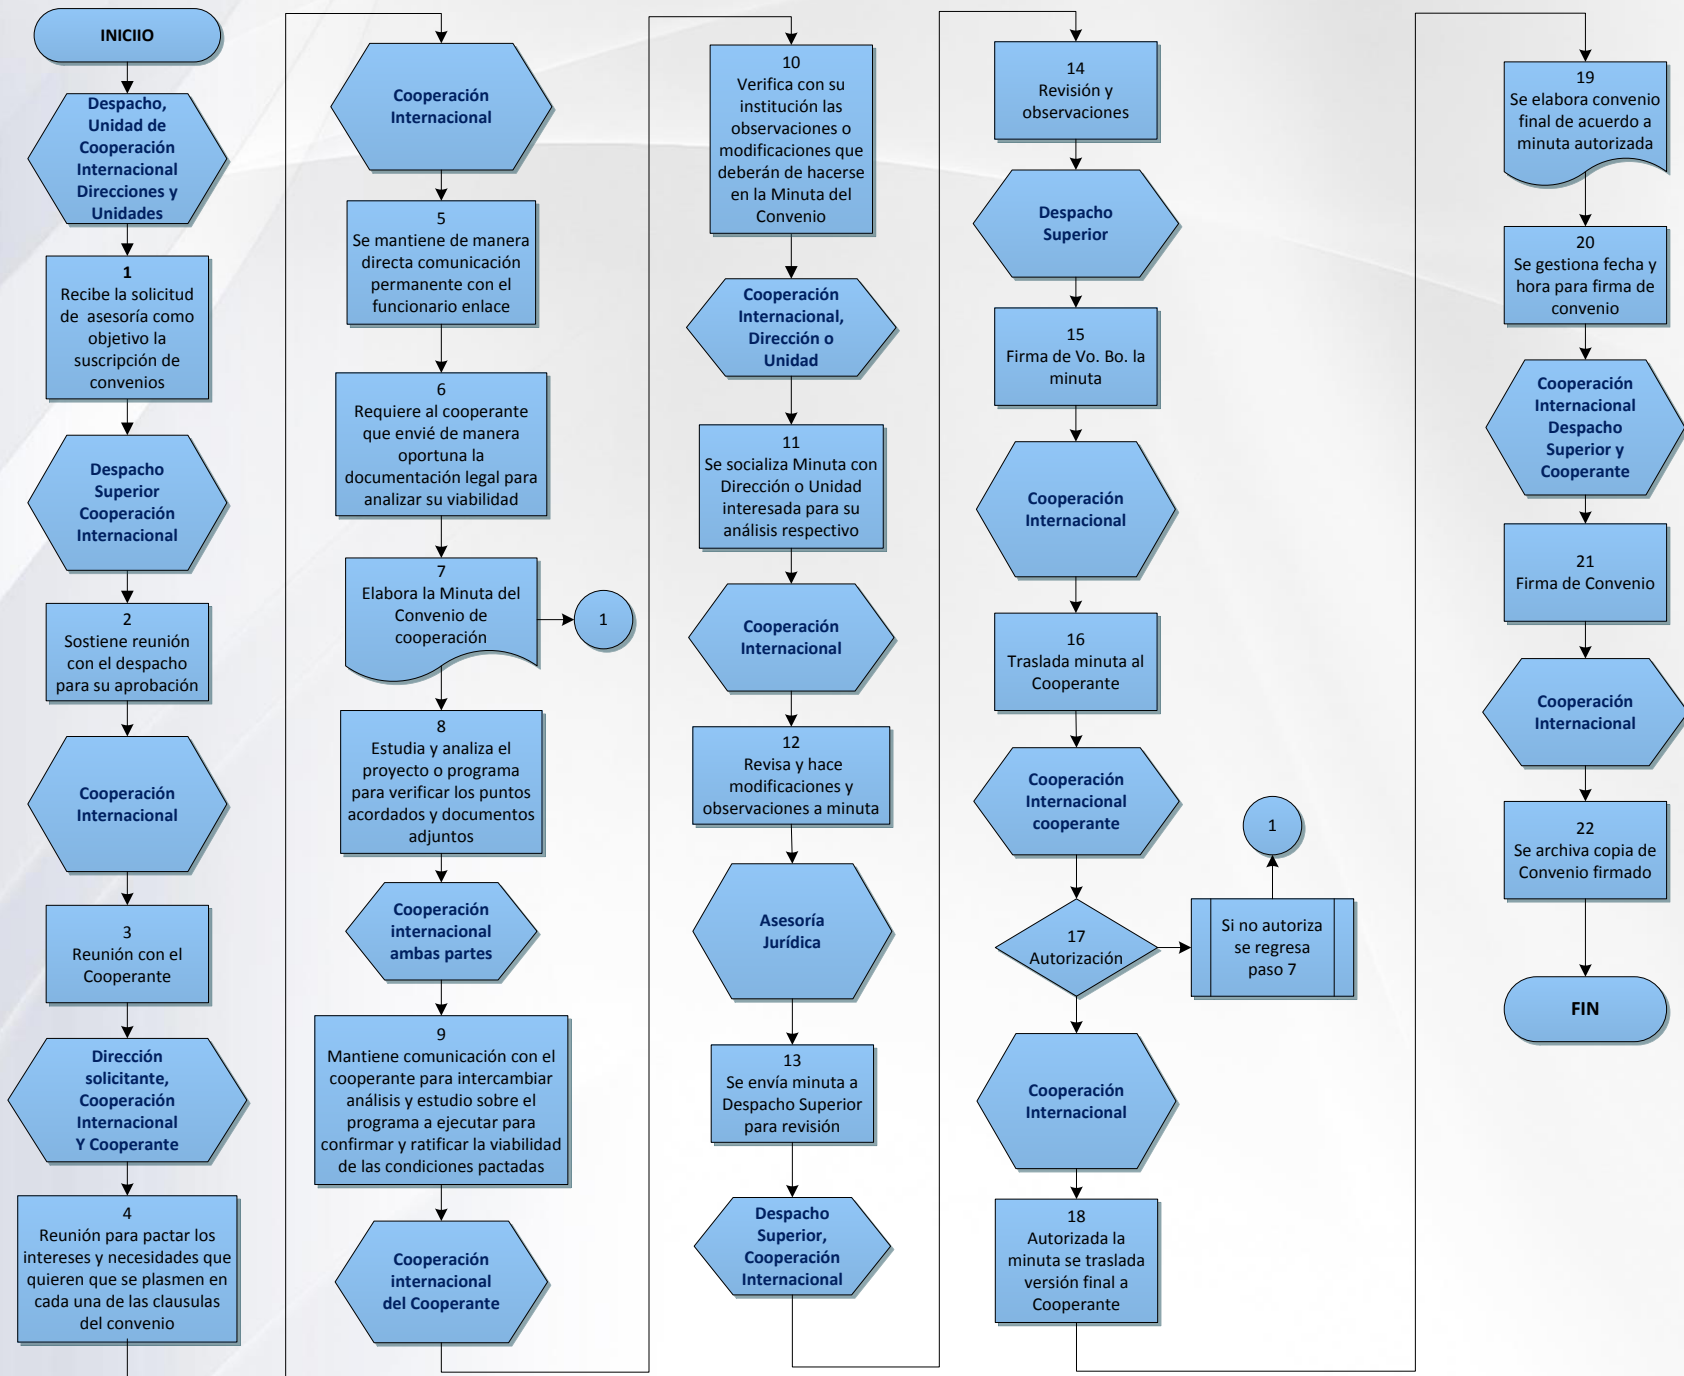 INICIIO
Despacho,
Unidad de
Cooperación
Internacional
Direcciones y
Unidades
1
Recibe la solicitud
de asesoría como
objetivo la
suscripción de
convenios
Despacho
Superior
Cooperación
Internacional
2
Sostiene reunión
con el despacho
para su aprobación
Cooperación
Internacional
3
Reunión con el
Cooperante
Dirección
solicitante,
Cooperación
Internacional
Y Cooperante
4
Reunión para pactar los
intereses y necesidades que
quieren que se plasmen en
cada una de las clausulas
del convenio
Cooperación
Internacional
5
Se mantiene de manera
directa comunicación
permanente con el
funcionario enlace
6
Requiere al cooperante
que envié de manera
oportuna la
documentación legal para
analizar su viabilidad
7
Elabora la Minuta del
Convenio de
cooperación
1
8
Estudia y analiza el
proyecto o programa
para verificar los puntos
acordados y documentos
adjuntos
Cooperación
internacional
ambas partes
9
Mantiene comunicación con el
cooperante para intercambiar
análisis y estudio sobre el
programa a ejecutar para
confirmar y ratificar la viabilidad
de las condiciones pactadas
Cooperación
internacional
del Cooperante
10
Verifica con su
institución las
observaciones o
modificaciones que
deberán de hacerse
en la Minuta del
Convenio
Cooperación
Internacional,
Dirección o
Unidad
11
Se socializa Minuta con
Dirección o Unidad
interesada para su
análisis respectivo
Cooperación
Internacional
12
Revisa y hace
modificaciones y
observaciones a minuta
Asesoría
Jurídica
13
Se envía minuta a
Despacho Superior
para revisión
Despacho
Superior,
Cooperación
Internacional
14
Revisión y
observaciones
Despacho
Superior
15
Firma de Vo. Bo. la
minuta
Cooperación
Internacional
16
Traslada minuta al
Cooperante
Cooperación
Internacional
cooperante
17
Autorización
Si no autoriza
se regresa
paso 7
1
Cooperación
Internacional
18
Autorizada la
minuta se traslada
versión final a
Cooperante
19
Se elabora convenio
final de acuerdo a
minuta autorizada
20
Se gestiona fecha y
hora para firma de
convenio
Cooperación
Internacional
Despacho
Superior y
Cooperante
21
Firma de Convenio
Cooperación
Internacional
22
Se archiva copia de
Convenio firmado
FIN